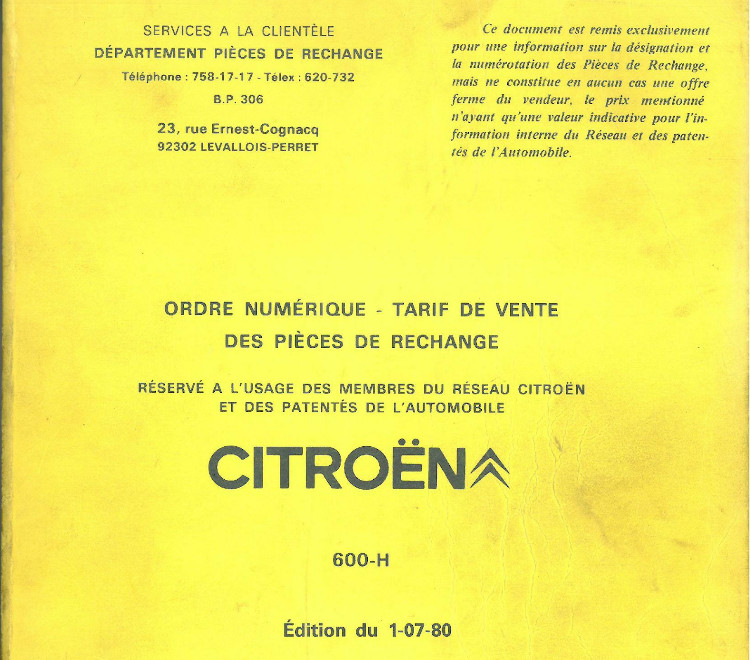 SERVICES A LA CLIENTÈLE
DÉPARTEMENT PIÈCES DE RECHANGE
Téléphone : 758-17-17 - Télex : 620-732
B.P. 306
23, rue Ernest-Cognacq
92302 LEVALLOIS-PERRET
Ce document est remis exclusivement
pour une information sur la désignation et
la numérotation des Pièces de Rechange,
mais ne constitue en aucun cas une offre
ferme du vendeur, le prix mentionné
n'ayant qu'une valeur indicative pour l'in-
formation interne du Réseau et des paten-
tés de l'Automobile.
ORDRE NUMÉRIQUE - TARIF DE VENTE
DES PIÈCES DE RECHANGE
RÉSERVÉ A L'USAGE DES MEMBRES DU RÉSEAU CITROËN
ET DES PATENTÉS DE L'AUTOMOBILE
CITROËN
600-H
Édition du 1-07-80